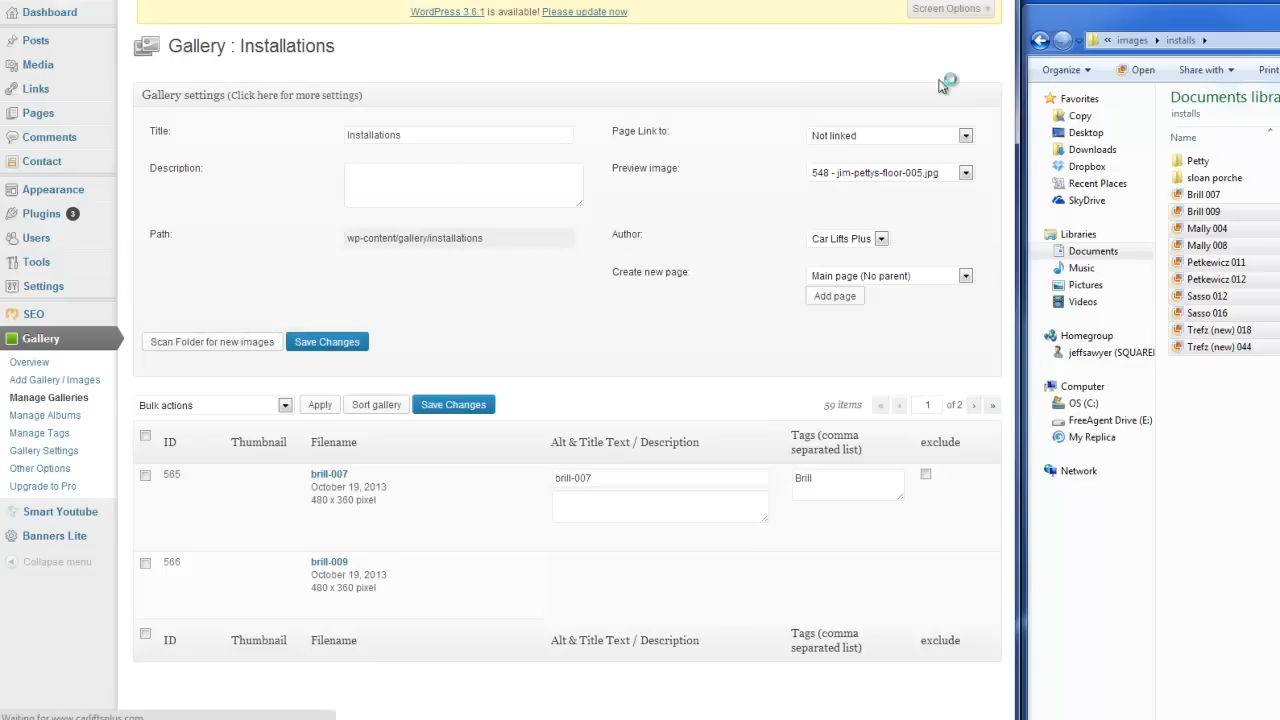 Dashboard
Posts
Media
Links
Pages
Comments
Contact
Appearance
Plugins 3
Users
Tools
Settings
SEO
Gallery
Overview
Add Gallery / Images
Manage Galleries
Manage Albums
Manage Tags
Gallery Settings
Other Options
Upgrade to Pro
Smart Youtube
Banners Lite
Collapse menu
Waiting for www.carliftsplus.com
WordPress 3.6.1 is available! Please update now.
Screen Options
Gallery : Installations
Gallery settings (Click here for more settings)
Title: Installations
Page Link to: Not linked
Description:
Preview image: 548 - jim-pettys-floor-005.jpg
Path: wp-content/gallery/installations
Author: Car Lifts Plus
Create new page: Main page (No parent)
Add page
Scan Folder for new images Save Changes
Bulk actions Apply Sort gallery Save Changes 59 items « ‹ 1 of 2 › »
ID Thumbnail Filename Alt & Title Text / Description Tags (comma separated list) exclude
565 brill-007 brill-007 Brill
October 19, 2013
480 x 360 pixel
566 brill-009
October 19, 2013
480 x 360 pixel
ID Thumbnail Filename Alt & Title Text / Description Tags (comma separated list) exclude
« images installs
Organize Open Share with Print
Favorites
Copy
Desktop
Downloads
Dropbox
Recent Places
SkyDrive
Libraries
Documents
Music
Pictures
Videos
Homegroup
jeffsawyer (SQUARE
Computer
OS (C:)
FreeAgent Drive (E:)
My Replica
Network
Documents libra
installs
Name
Petty
sloan porche
Brill 007
Brill 009
Mally 004
Mally 008
Petkewicz 011
Petkewicz 012
Sasso 012
Sasso 016
Trefz (new) 018
Trefz (new) 044